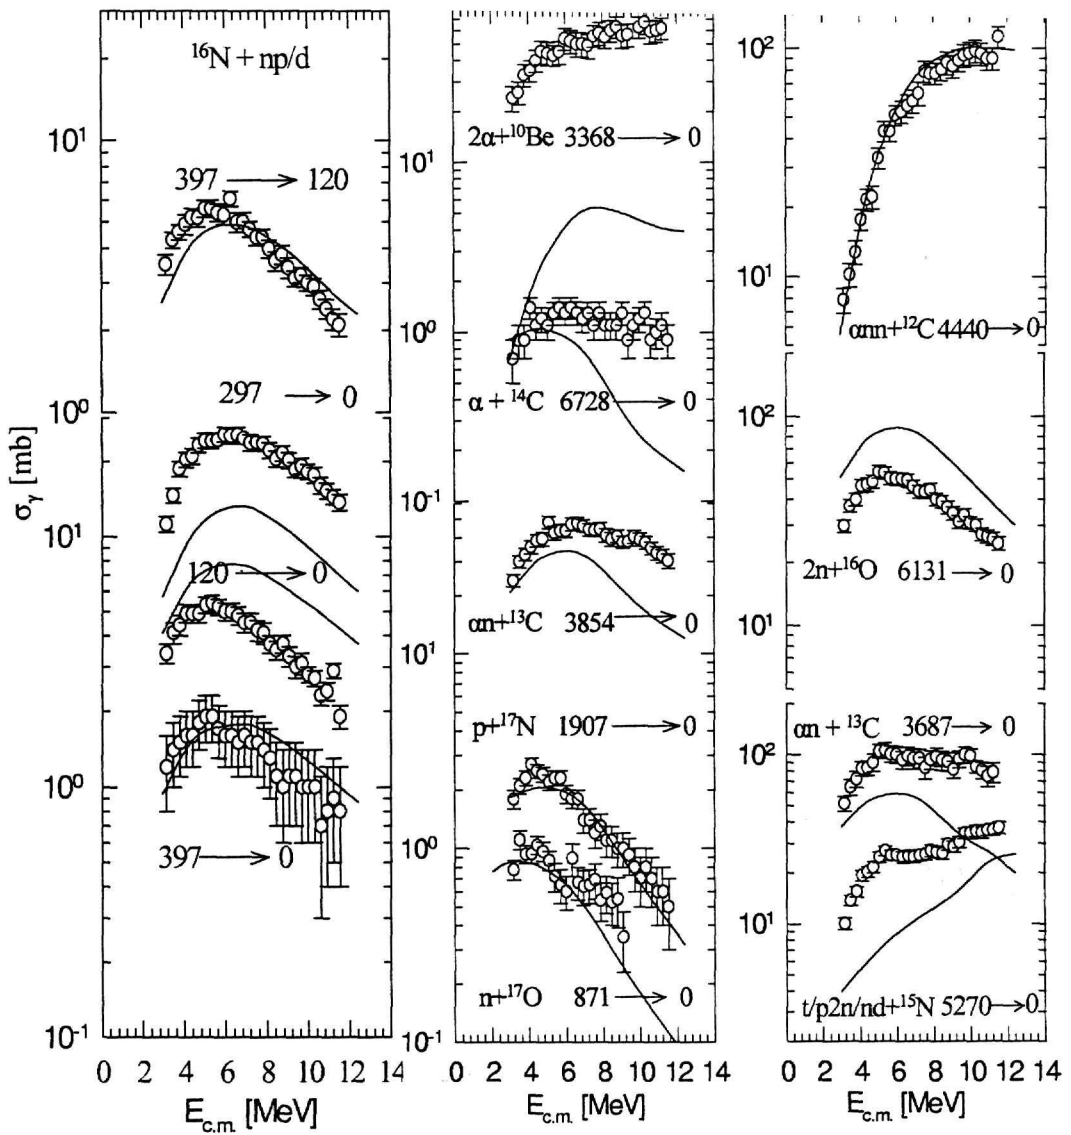 ¹⁶N + np/d
10¹
397 → 120
297 → 0
10⁰
σγ [mb]
10¹
120 → 0
10⁰
397 → 0
10⁻¹
0 2 4 6 8 10 12 14
E_c.m. [MeV]
2α+¹⁰Be 3368 → 0
10¹
10⁰
α + ¹⁴C 6728 → 0
10⁻¹
10²
αn+¹³C 3854 → 0
10¹
p+¹⁷N 1907 → 0
10⁰
n+¹⁷O 871 → 0
10⁻¹
0 2 4 6 8 10 12 14
E_c.m. [MeV]
10²
10¹
αnn+¹²C 4440 → 0
10²
2n+¹⁶O 6131 → 0
10¹
αn + ¹³C 3687 → 0
10²
10¹
t/p2n/nd+¹⁵N 5270 → 0
0 2 4 6 8 10 12 14
E_c.m. [MeV]